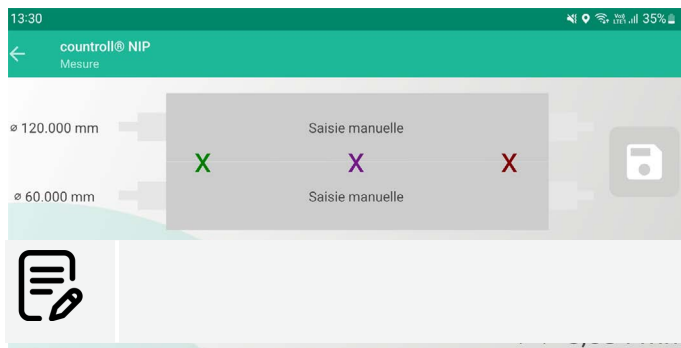 13:30 35%
countroll® NIP
Mesure
⌀ 120.000 mm Saisie manuelle
X X X
⌀ 60.000 mm Saisie manuelle